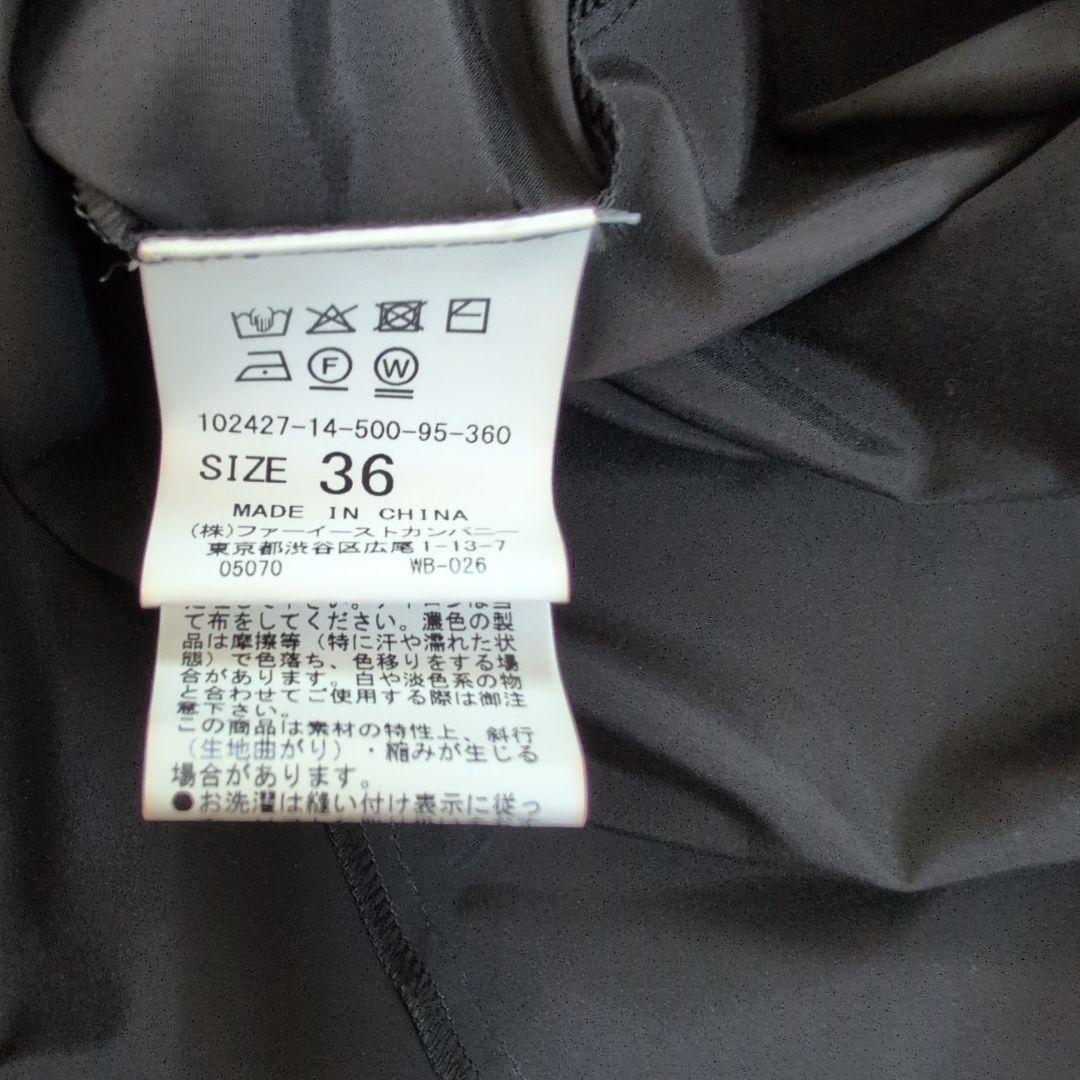 F W
102427-14-500-95-360
SIZE 36
MADE IN CHINA
(株)ファーイーストカンパニー
東京都渋谷区広尾1-13-7
05070 WB-026
て布をしてください。濃色の製
品は摩擦等（特に汗や濡れた状
態）で色落ち、色移りをする場
合があります。白や淡色系の物
と合わせてご使用する際は御注
意下さい。
この商品は素材の特性上、斜行
（生地曲がり）・縮みが生じる
場合があります。
●お洗濯は縫い付け表示に従っ